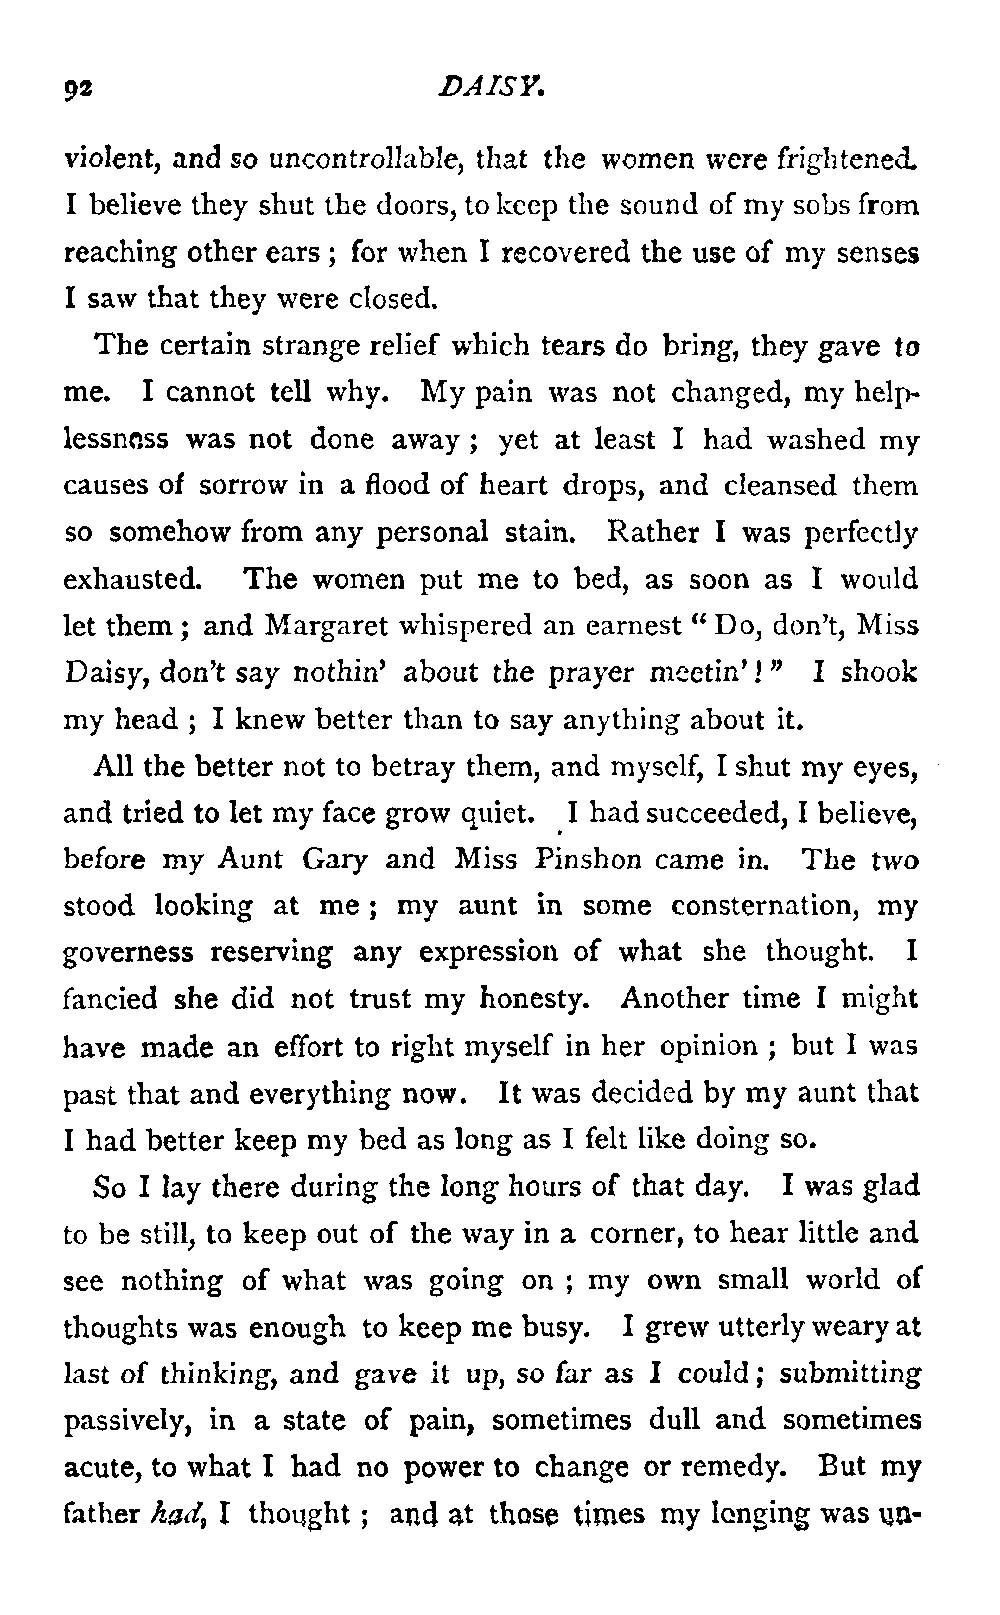 92 DAISY.
violent, and so uncontrollable, that the women were frightened.
I believe they shut the doors, to keep the sound of my sobs from
reaching other ears ; for when I recovered the use of my senses
I saw that they were closed.
The certain strange relief which tears do bring, they gave to
me. I cannot tell why. My pain was not changed, my help-
lessness was not done away ; yet at least I had washed my
causes of sorrow in a flood of heart drops, and cleansed them
so somehow from any personal stain. Rather I was perfectly
exhausted. The women put me to bed, as soon as I would
let them ; and Margaret whispered an earnest “ Do, don't, Miss
Daisy, don't say nothin' about the prayer meetin' ! ” I shook
my head ; I knew better than to say anything about it.
All the better not to betray them, and myself, I shut my eyes,
and tried to let my face grow quiet. I had succeeded, I believe,
before my Aunt Gary and Miss Pinshon came in. The two
stood looking at me ; my aunt in some consternation, my
governess reserving any expression of what she thought. I
fancied she did not trust my honesty. Another time I might
have made an effort to right myself in her opinion ; but I was
past that and everything now. It was decided by my aunt that
I had better keep my bed as long as I felt like doing so.
So I lay there during the long hours of that day. I was glad
to be still, to keep out of the way in a corner, to hear little and
see nothing of what was going on ; my own small world of
thoughts was enough to keep me busy. I grew utterly weary at
last of thinking, and gave it up, so far as I could ; submitting
passively, in a state of pain, sometimes dull and sometimes
acute, to what I had no power to change or remedy. But my
father had, I thought ; and at those times my longing was un-